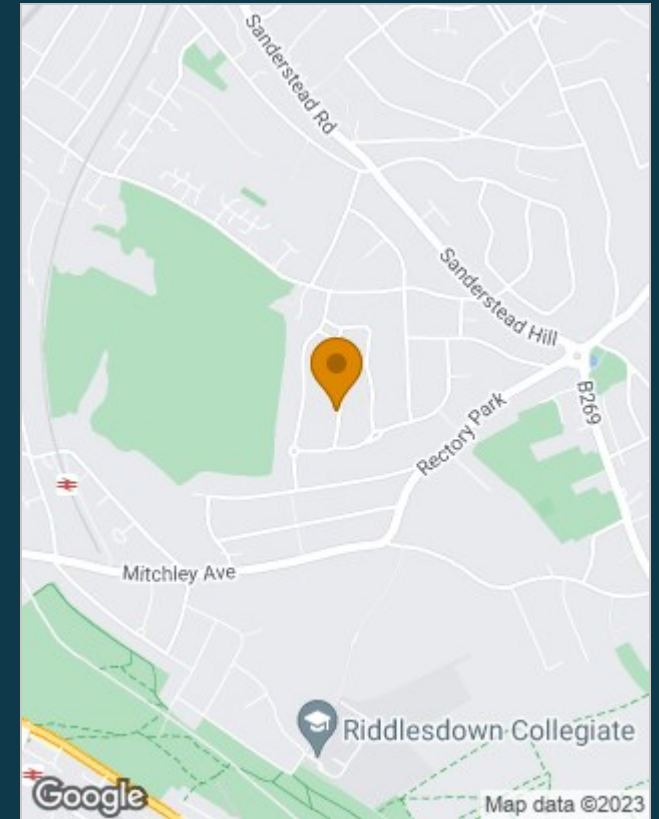 Sanderstead Rd
Sanderstead Hill
B269
Rectory Park
Mitchley Ave
Riddlesdown Collegiate
Google
Map data ©2023